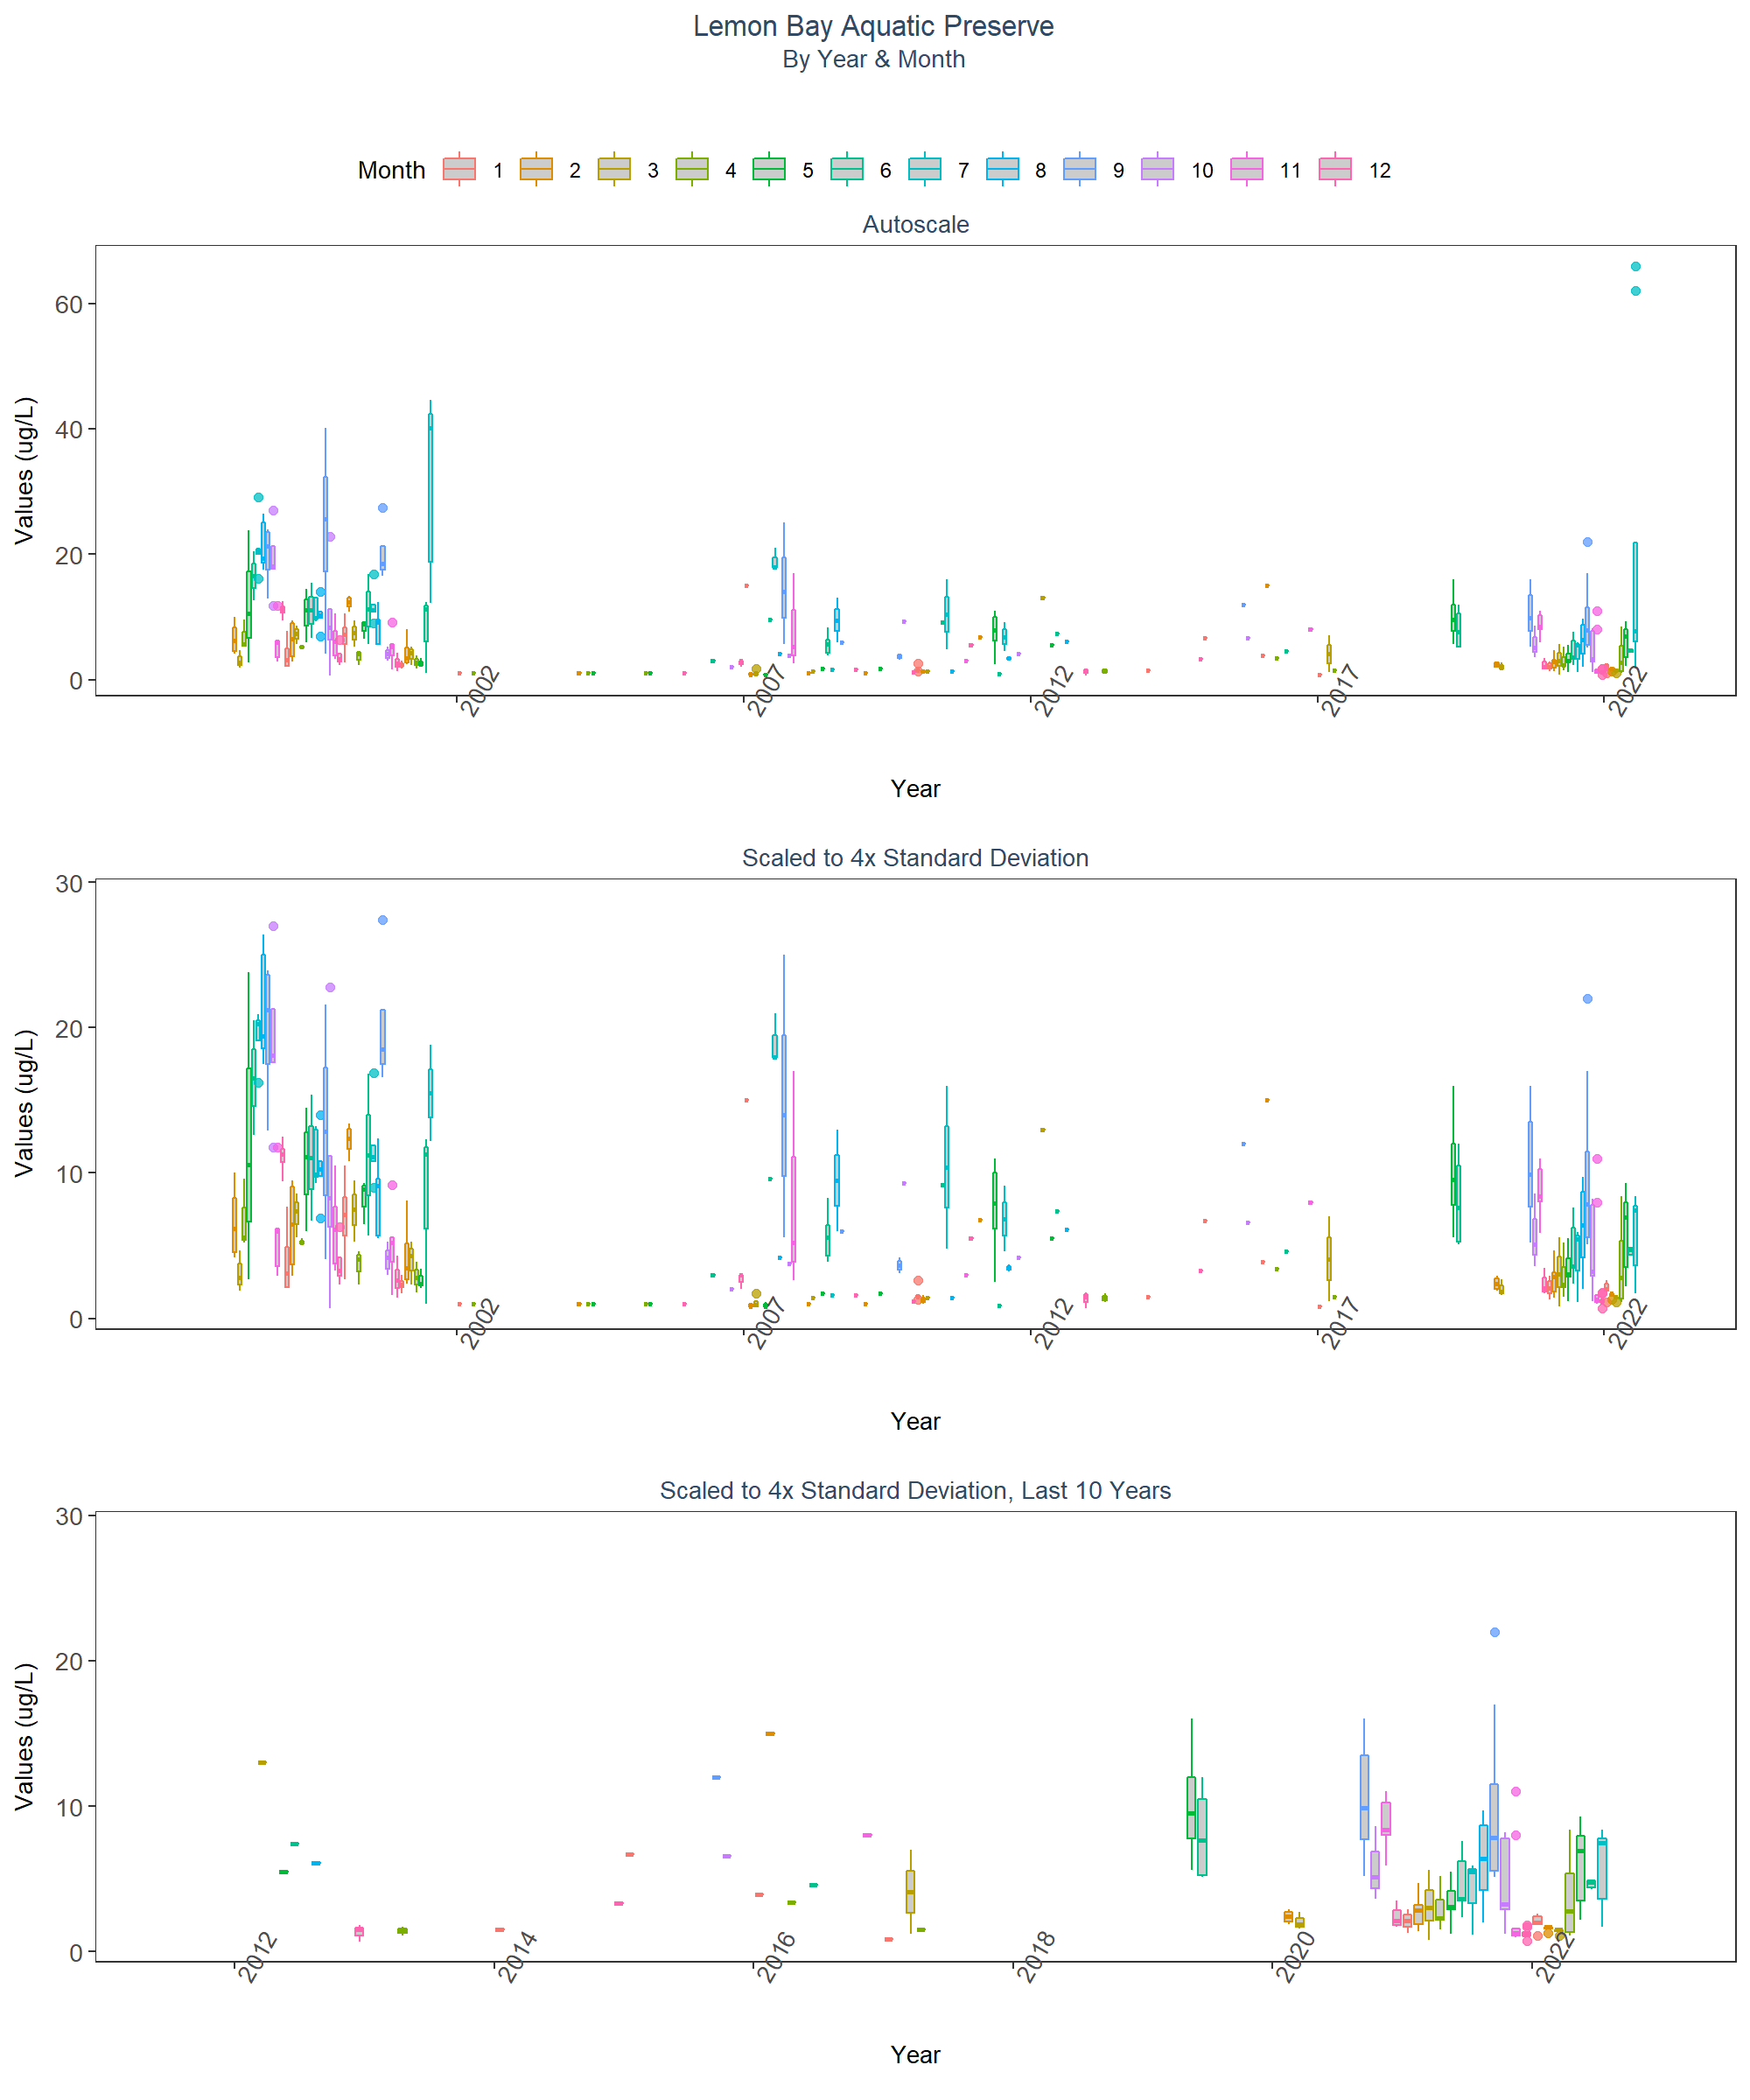 Lemon Bay Aquatic Preserve
By Year & Month
Month 1 2 3 4 5 6 7 8 9 10 11 12
Autoscale
Values (ug/L)
60
40
20
0
2002 2007 2012 2017 2022
Year
Scaled to 4x Standard Deviation
Values (ug/L)
30
20
10
0
2002 2007 2012 2017 2022
Year
Scaled to 4x Standard Deviation, Last 10 Years
Values (ug/L)
30
20
10
0
2012 2014 2016 2018 2020 2022
Year